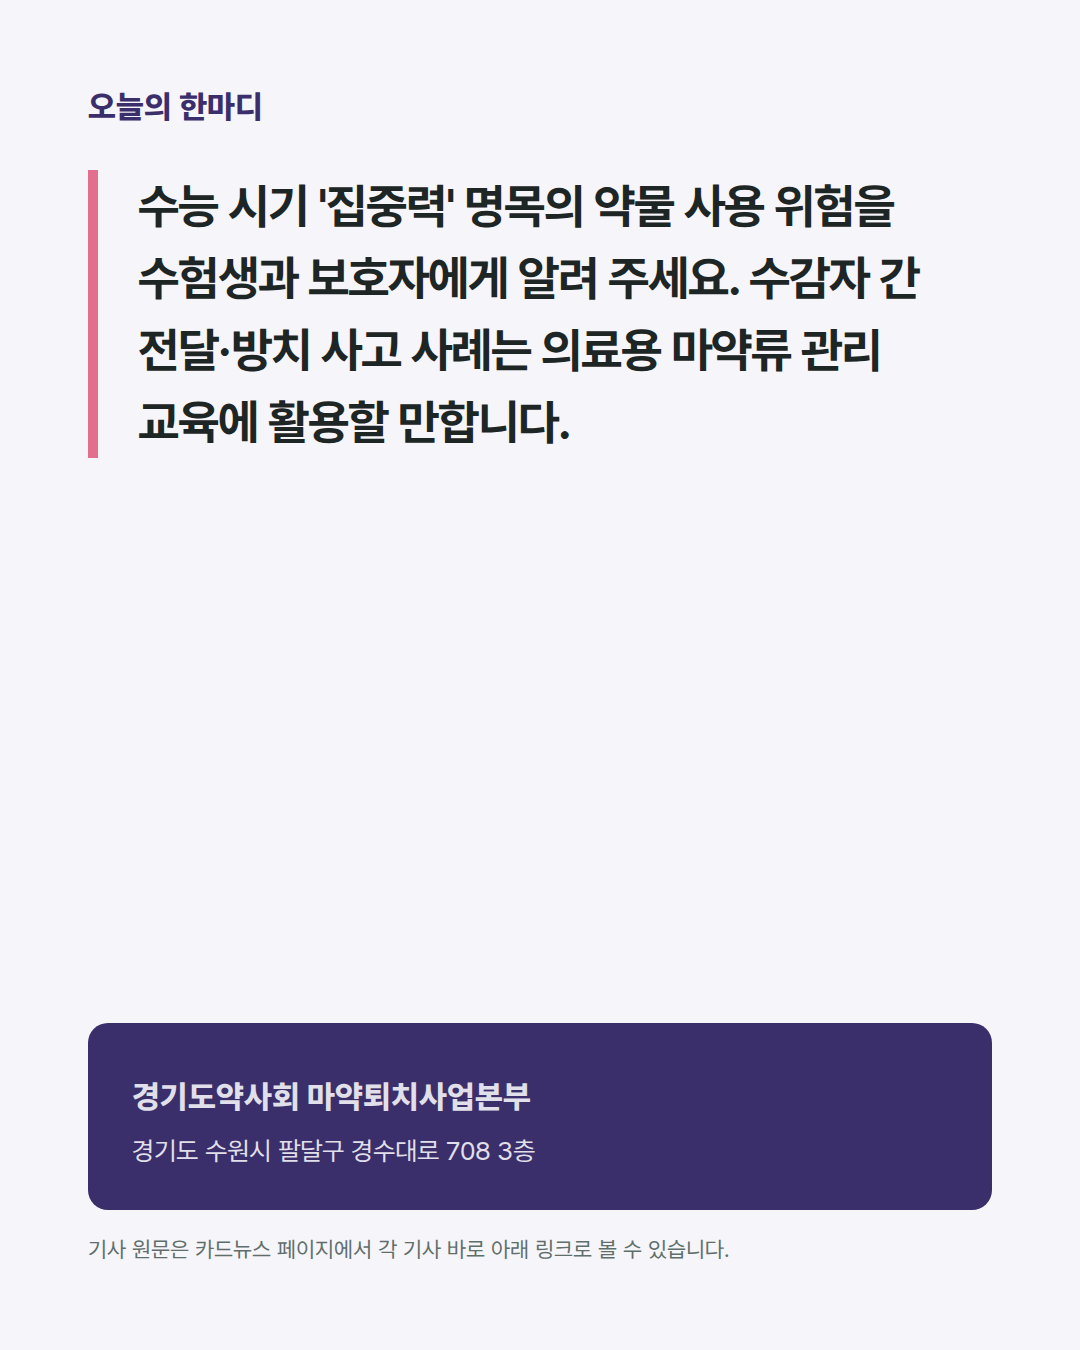 오늘의 한마디
수능 시기 '집중력' 명목의 약물 사용 위험을
수험생과 보호자에게 알려 주세요. 수감자 간
전달·방치 사고 사례는 의료용 마약류 관리
교육에 활용할 만합니다.
경기도약사회 마약퇴치사업본부
경기도 수원시 팔달구 경수대로 708 3층
기사 원문은 카드뉴스 페이지에서 각 기사 바로 아래 링크로 볼 수 있습니다.